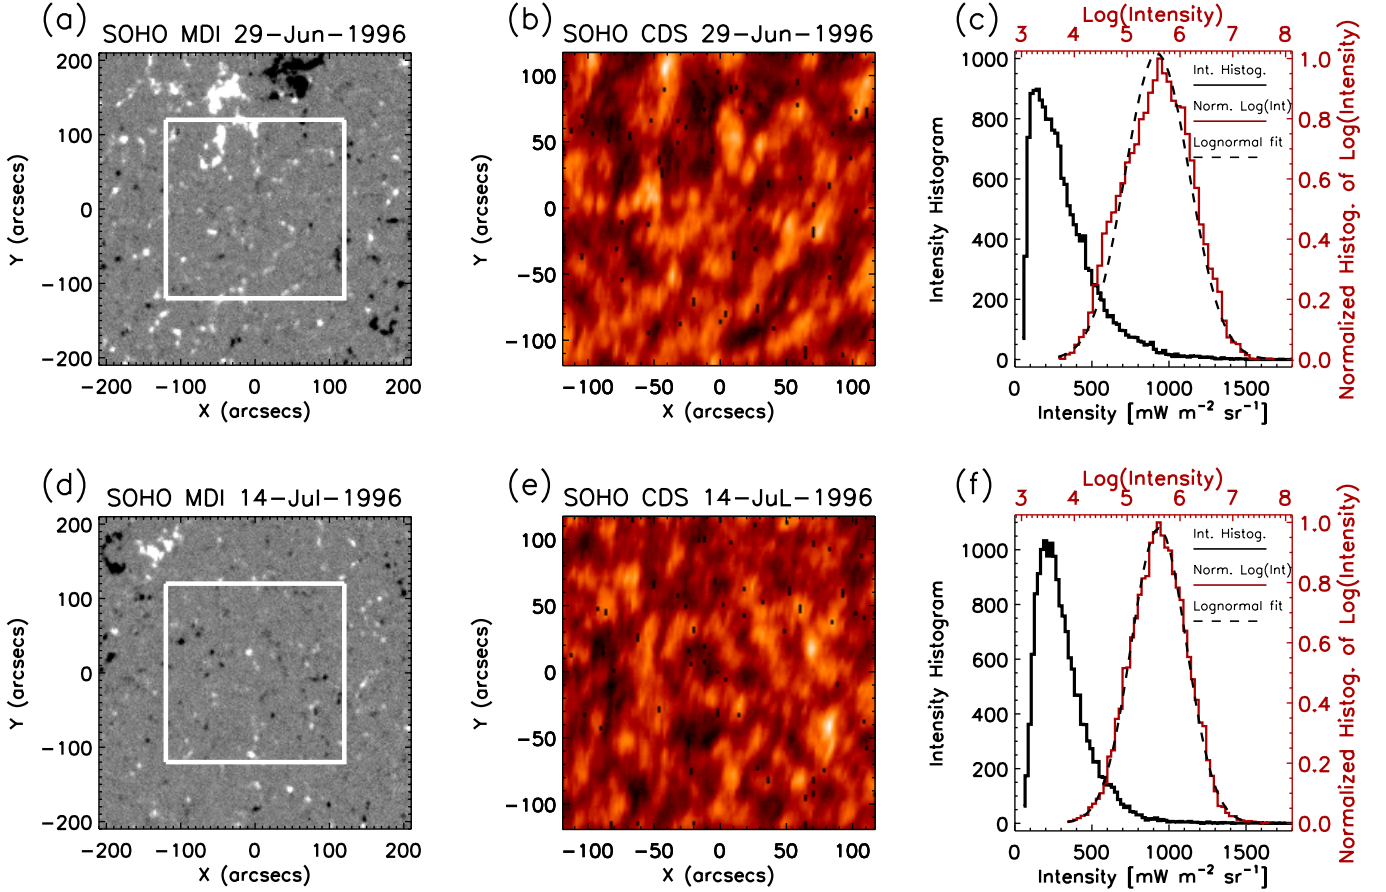 (a)
SOHO MDI 29-Jun-1996
200
100
0
-100
-200
Y (arcsecs)
-200 -100 0 100 200
X (arcsecs)
(b)
SOHO CDS 29-Jun-1996
100
50
0
-50
-100
Y (arcsecs)
-100 -50 0 50 100
X (arcsecs)
(c)
Log(Intensity)
3 4 5 6 7 8
1000
800
600
400
200
0
Intensity Histogram
Int. Histog.
Norm. Log(Int)
Lognormal fit
1.0
0.8
0.6
0.4
0.2
0.0
Normalized Histog. of Log(Intensity)
0 500 1000 1500
Intensity [mW m⁻² sr⁻¹]
(d)
SOHO MDI 14-Jul-1996
200
100
0
-100
-200
Y (arcsecs)
-200 -100 0 100 200
X (arcsecs)
(e)
SOHO CDS 14-JuL-1996
100
50
0
-50
-100
Y (arcsecs)
-100 -50 0 50 100
X (arcsecs)
(f)
Log(Intensity)
3 4 5 6 7 8
1000
800
600
400
200
0
Intensity Histogram
Int. Histog.
Norm. Log(Int)
Lognormal fit
1.0
0.8
0.6
0.4
0.2
0.0
Normalized Histog. of Log(Intensity)
0 500 1000 1500
Intensity [mW m⁻² sr⁻¹]